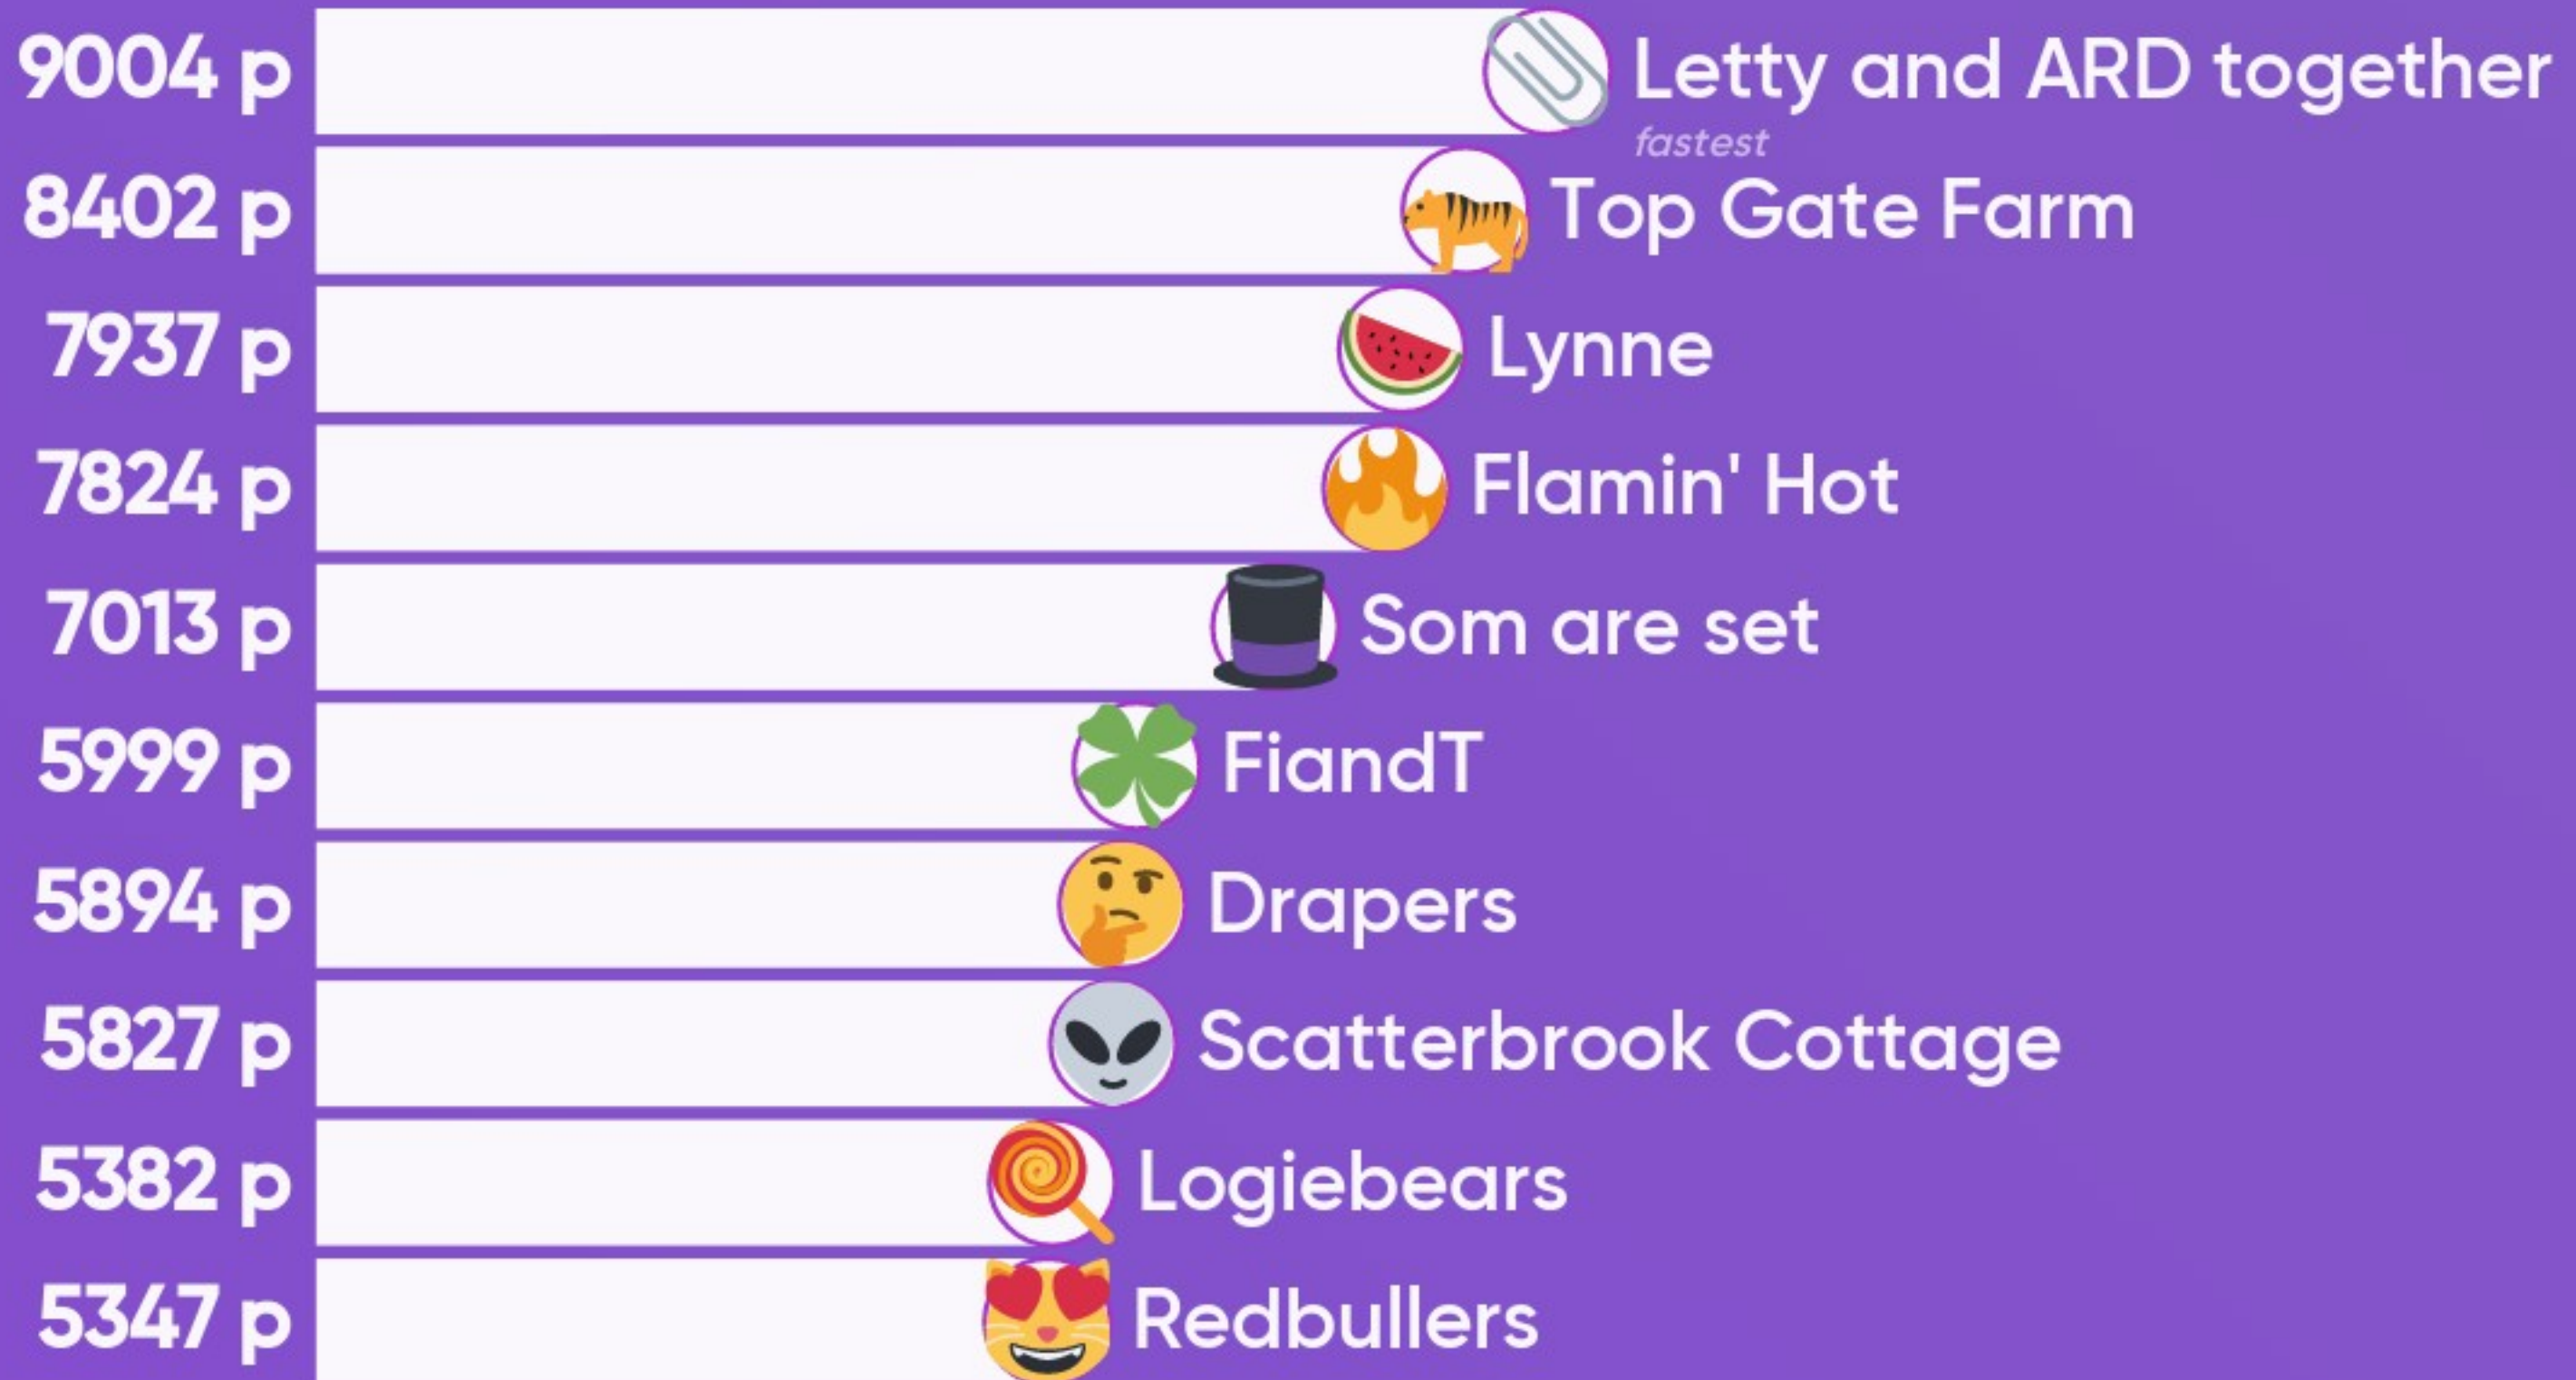 9004 p Letty and ARD together
fastest
8402 p Top Gate Farm
7937 p Lynne
7824 p Flamin' Hot
7013 p Som are set
5999 p FiandT
5894 p Drapers
5827 p Scatterbrook Cottage
5382 p Logiebears
5347 p Redbullers